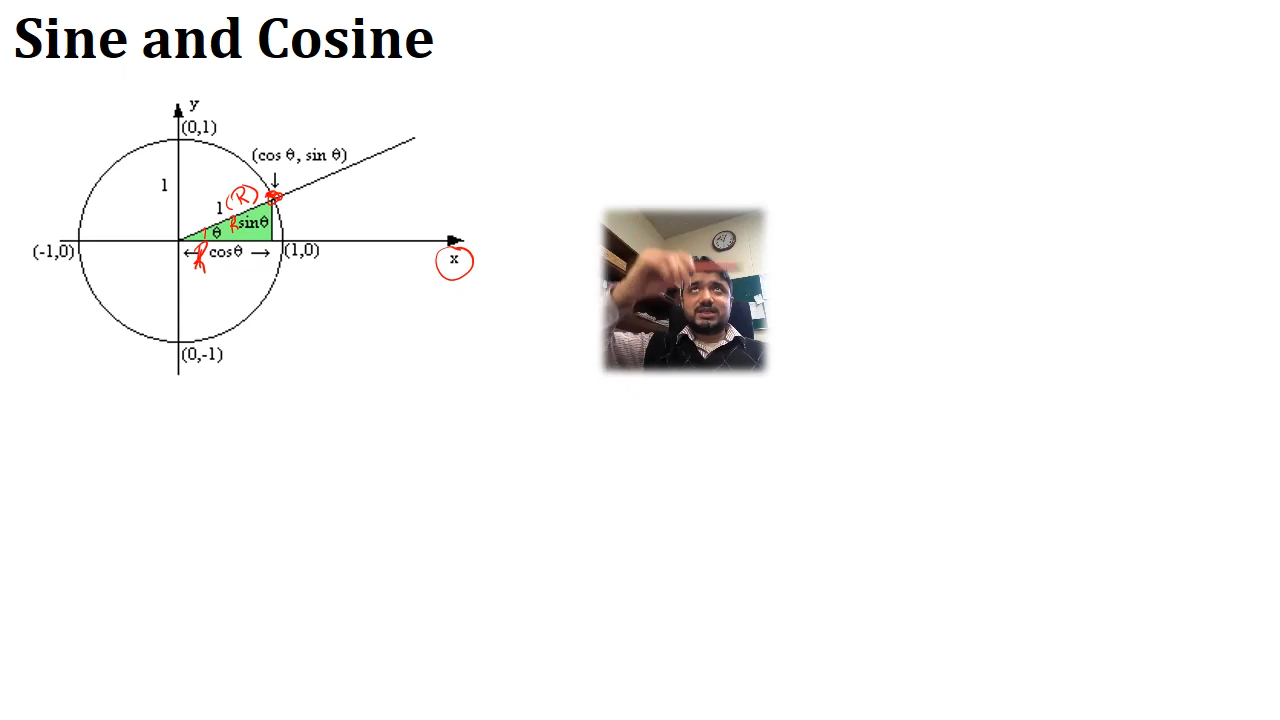 Sine and Cosine
y
(0,1)
(cos θ, sin θ)
1
(R)
1
R sinθ
θ
(-1,0)
R cosθ
(1,0)
x
(0,-1)